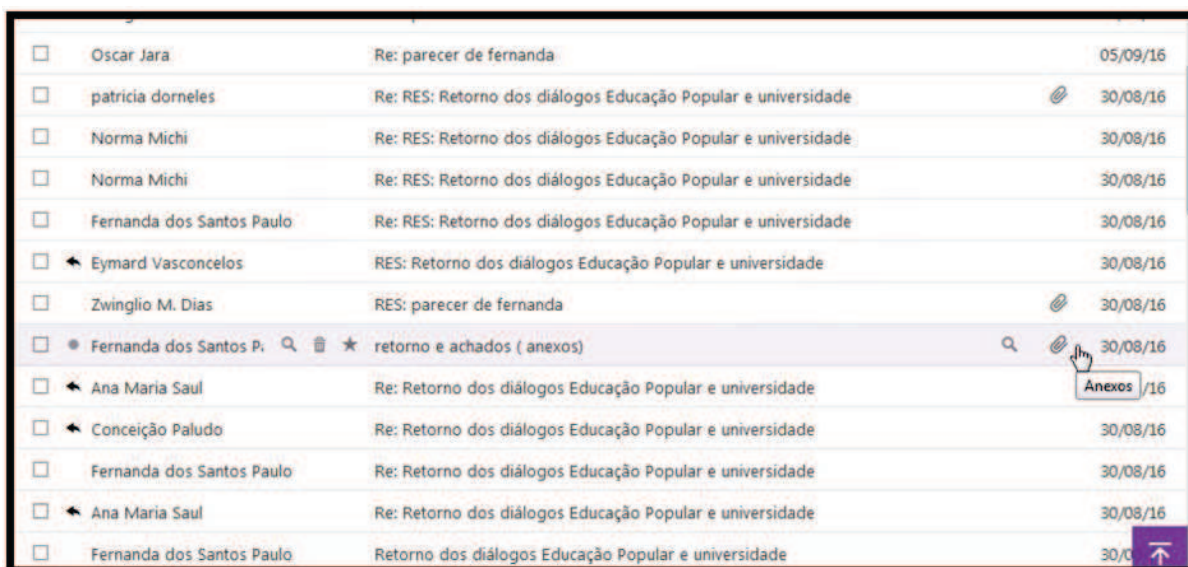 Oscar Jara Re: parecer de fernanda 05/09/16
patricia dorneles Re: RES: Retorno dos diálogos Educação Popular e universidade 30/08/16
Norma Michi Re: RES: Retorno dos diálogos Educação Popular e universidade 30/08/16
Norma Michi Re: RES: Retorno dos diálogos Educação Popular e universidade 30/08/16
Fernanda dos Santos Paulo Re: RES: Retorno dos diálogos Educação Popular e universidade 30/08/16
Eymard Vasconcelos RES: Retorno dos diálogos Educação Popular e universidade 30/08/16
Zwinglio M. Dias RES: parecer de fernanda 30/08/16
Fernanda dos Santos retorno e achados ( anexos) 30/08/16
Ana Maria Saul Re: Retorno dos diálogos Educação Popular e universidade Anexos /16
Conceição Paludo Re: Retorno dos diálogos Educação Popular e universidade 30/08/16
Fernanda dos Santos Paulo Re: Retorno dos diálogos Educação Popular e universidade 30/08/16
Ana Maria Saul Re: Retorno dos diálogos Educação Popular e universidade 30/08/16
Fernanda dos Santos Paulo Retorno dos diálogos Educação Popular e universidade 30/0